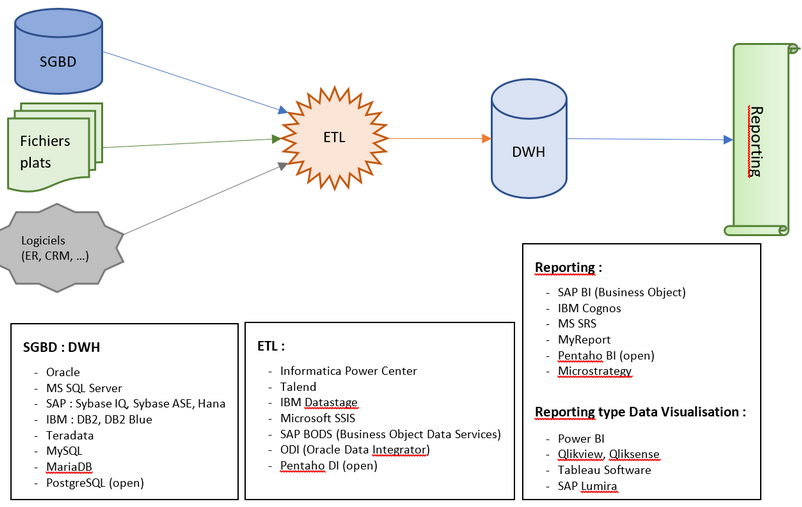 SGBD
Fichiers
plats
Logiciels
(ER, CRM, ...)
ETL
DWH
Reporting
SGBD : DWH
- Oracle
- MS SQL Server
- SAP : Sybase IQ, Sybase ASE, Hana
- IBM : DB2, DB2 Blue
- Teradata
- MySQL
- MariaDB
- PostgreSQL (open)
ETL :
- Informatica Power Center
- Talend
- IBM Datastage
- Microsoft SSIS
- SAP BODS (Business Object Data Services)
- ODI (Oracle Data Integrator)
- Pentaho DI (open)
Reporting :
- SAP BI (Business Object)
- IBM Cognos
- MS SRS
- MyReport
- Pentaho BI (open)
- Microstrategy
Reporting type Data Visualisation :
- Power BI
- Qlikview, Qliksense
- Tableau Software
- SAP Lumira